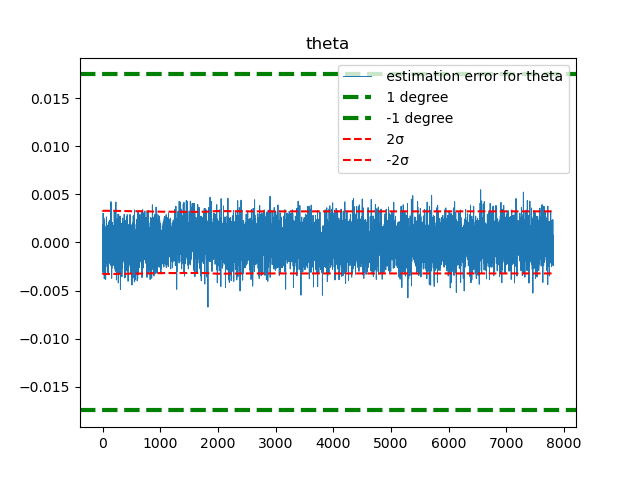 theta
estimation error for theta
1 degree
-1 degree
2σ
-2σ
0.015
0.010
0.005
0.000
−0.005
−0.010
−0.015
0 1000 2000 3000 4000 5000 6000 7000 8000